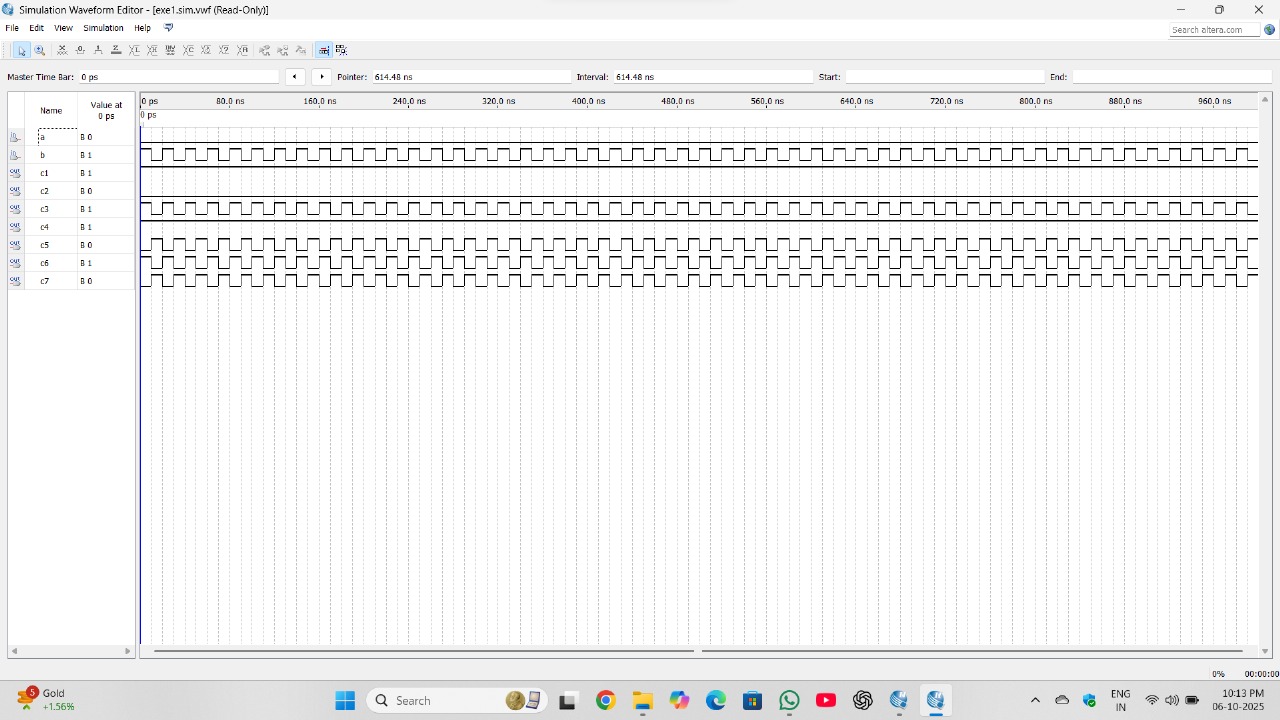 Simulation Waveform Editor - [exe1.sim.vwf (Read-Only)]
File Edit View Simulation Help
Search altera.com
Master Time Bar: 0 ps Pointer: 614.48 ns Interval: 614.48 ns Start: End:
Name Value at 0 ps
0 ps 80.0 ns 160.0 ns 240.0 ns 320.0 ns 400.0 ns 480.0 ns 560.0 ns 640.0 ns 720.0 ns 800.0 ns 880.0 ns 960.0 ns
0 ps
a B 0
b B 1
c1 B 1
c2 B 0
c3 B 1
c4 B 1
c5 B 0
c6 B 1
c7 B 0
0% 00:00:00
5 Gold
+1.56%
Search
ENG
IN
10:13 PM
06-10-2025